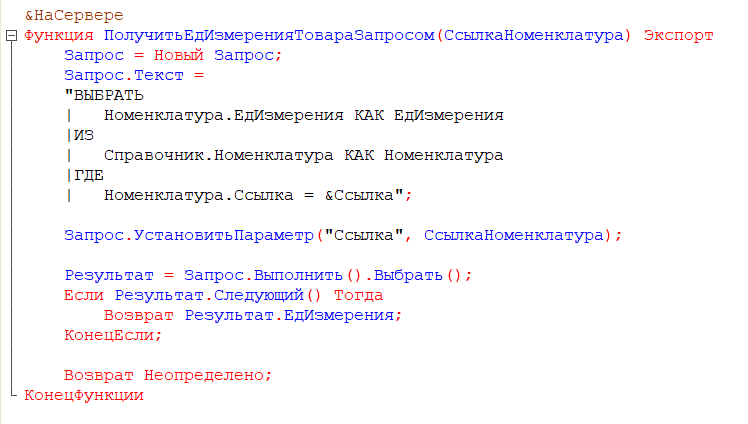 &НаСервере
Функция ПолучитьЕдИзмеренияТовараЗапросом(СсылкаНоменклатура) Экспорт
Запрос = Новый Запрос;
Запрос.Текст =
"ВЫБРАТЬ
|   Номенклатура.ЕдИзмерения КАК ЕдИзмерения
|ИЗ
|   Справочник.Номенклатура КАК Номенклатура
|ГДЕ
|   Номенклатура.Ссылка = &Ссылка";
Запрос.УстановитьПараметр("Ссылка", СсылкаНоменклатура);
Результат = Запрос.Выполнить().Выбрать();
Если Результат.Следующий() Тогда
Возврат Результат.ЕдИзмерения;
КонецЕсли;
Возврат Неопределено;
КонецФункции